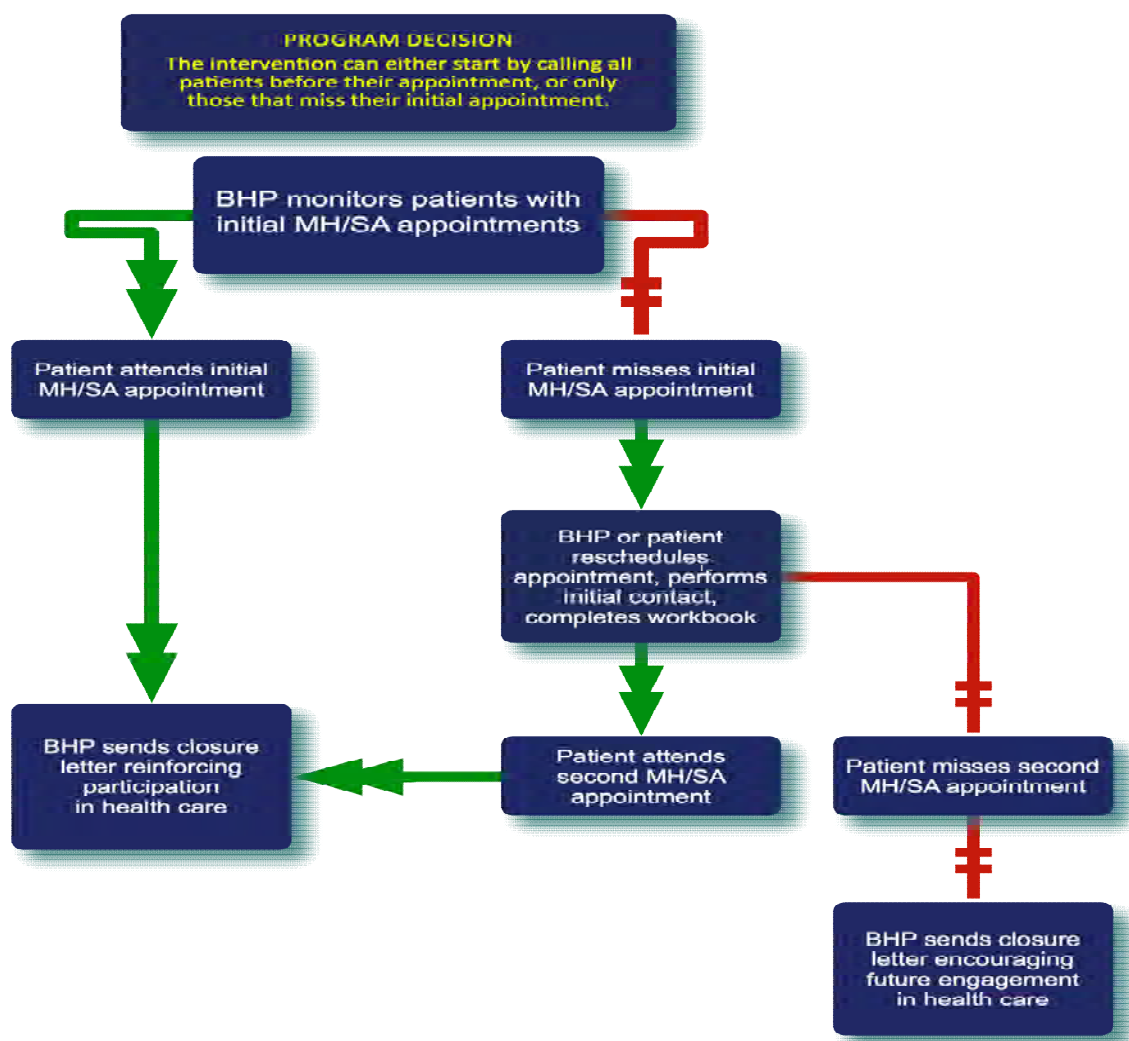 PROGRAM DECISION
The intervention can either start by calling all
patients before their appointment, or only
those that miss their initial appointment.
BHP monitors patients with
initial MH/SA appointments
Patient attends initial
MH/SA appointment
Patient misses initial
MH/SA appointment
BHP or patient
reschedules
appointment, performs
initial contact,
completes workbook
BHP sends closure
letter reinforcing
participation
in health care
Patient attends
second MH/SA
appointment
Patient misses second
MH/SA appointment
BHP sends closure
letter encouraging
future engagement
in health care